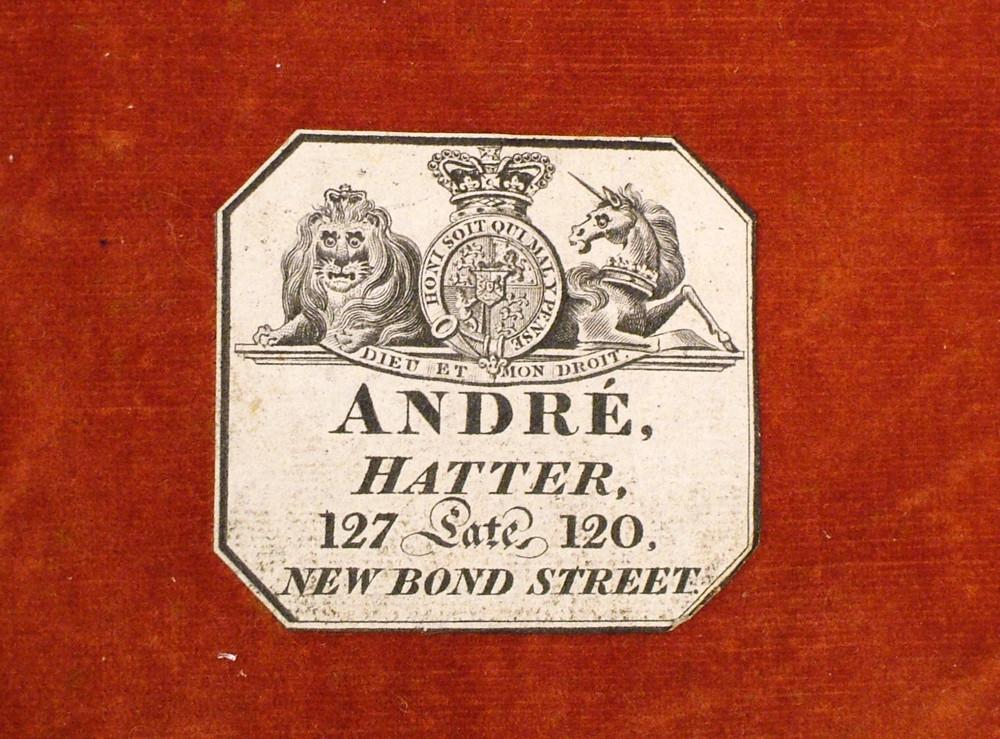 HONI SOIT QUI MAL Y PENSE
DIEU ET MON DROIT.
ANDRÉ,
HATTER,
127 Late 120,
NEW BOND STREET.